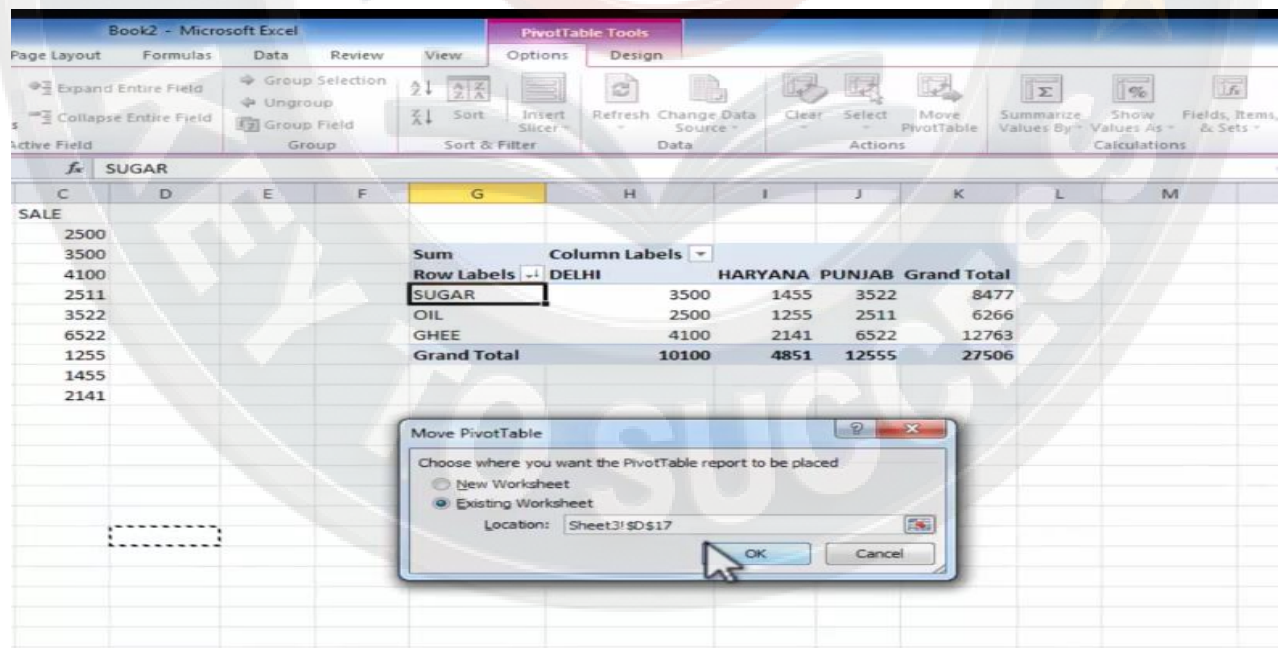 Book2 - Microsoft Excel PivotTable Tools
Page Layout Formulas Data Review View Options Design
Expand Entire Field Group Selection
Collapse Entire Field Ungroup
Group Field
Sort Insert Slicer Refresh Change Data Source Clear Select Move PivotTable Summarize Values By Show Values As Fields, Items, & Sets
Active Field Group Sort & Filter Data Actions Calculations
fx SUGAR
C D E F G H I J K L M
SALE
2500
3500 Sum Column Labels
4100 Row Labels DELHI HARYANA PUNJAB Grand Total
2511 SUGAR 3500 1455 3522 8477
3522 OIL 2500 1255 2511 6266
6522 GHEE 4100 2141 6522 12763
1255 Grand Total 10100 4851 12555 27506
1455
2141
Move PivotTable
Choose where you want the PivotTable report to be placed
New Worksheet
Existing Worksheet
Location: Sheet3!$D$17
OK Cancel
KEY TO SUCCESS